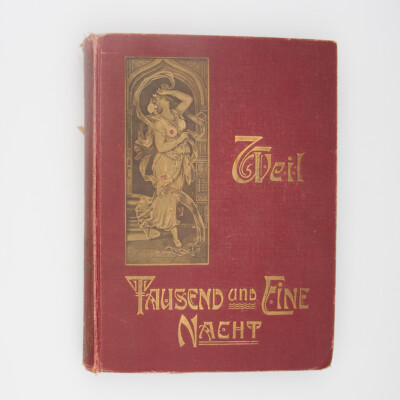 Weil
Tausend und Eine
Nacht